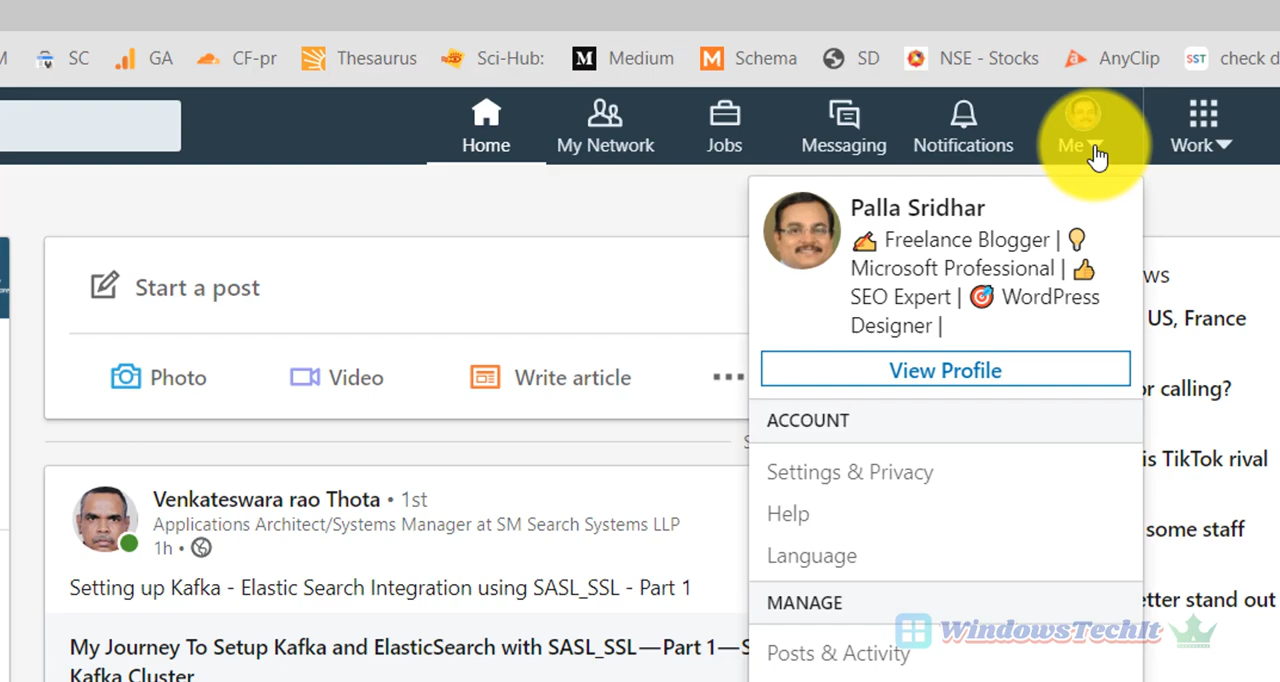 M SC GA CF-pr Thesaurus Sci-Hub: M Medium M Schema SD NSE - Stocks a AnyClip SST check d
Home My Network Jobs Messaging Notifications Me Work
Palla Sridhar
✍ Freelance Blogger | 💡
Microsoft Professional | 👍
SEO Expert | 🎯 WordPress
Designer |
View Profile
ACCOUNT
Settings & Privacy
Help
Language
MANAGE
Posts & Activity
Start a post
Photo Video Write article
Venkateswara rao Thota • 1st
Applications Architect/Systems Manager at SM Search Systems LLP
1h •
Setting up Kafka - Elastic Search Integration using SASL_SSL - Part 1
My Journey To Setup Kafka and ElasticSearch with SASL_SSL — Part 1 — S
Kafka Cluster
ws
US, France
or calling?
is TikTok rival
some staff
etter stand out
WindowsTechIt